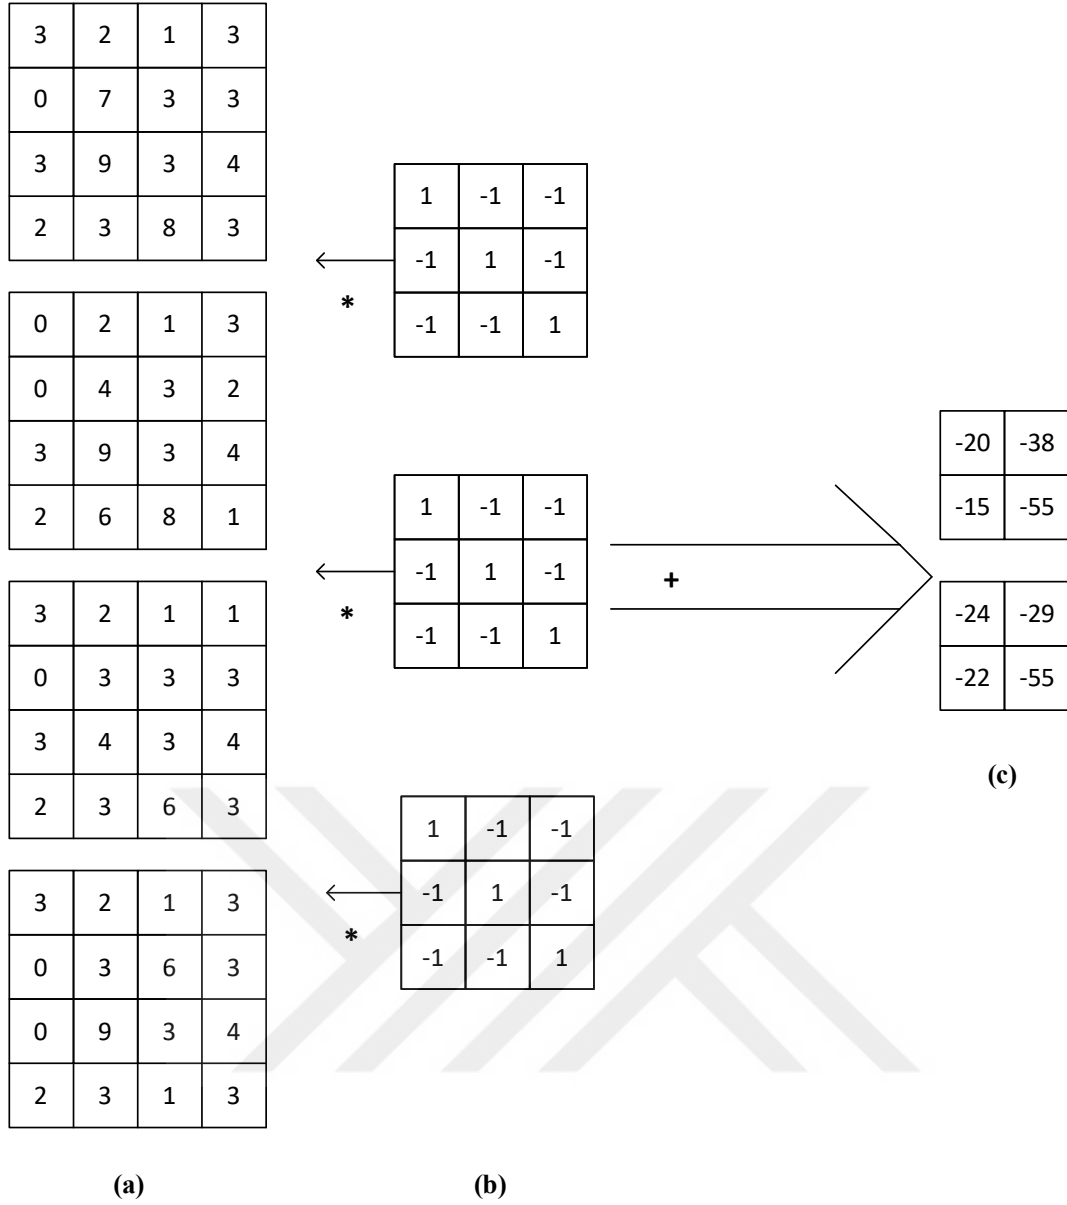 3 2 1 3
0 7 3 3
3 9 3 4
2 3 8 3
0 2 1 3
0 4 3 2
3 9 3 4
2 6 8 1
3 2 1 1
0 3 3 3
3 4 3 4
2 3 6 3
3 2 1 3
0 3 6 3
0 9 3 4
2 3 1 3
(a)
1 -1 -1
-1 1 -1
-1 -1 1
*
1 -1 -1
-1 1 -1
-1 -1 1
*
1 -1 -1
-1 1 -1
-1 -1 1
*
(b)
+
-20 -38
-15 -55
-24 -29
-22 -55
(c)